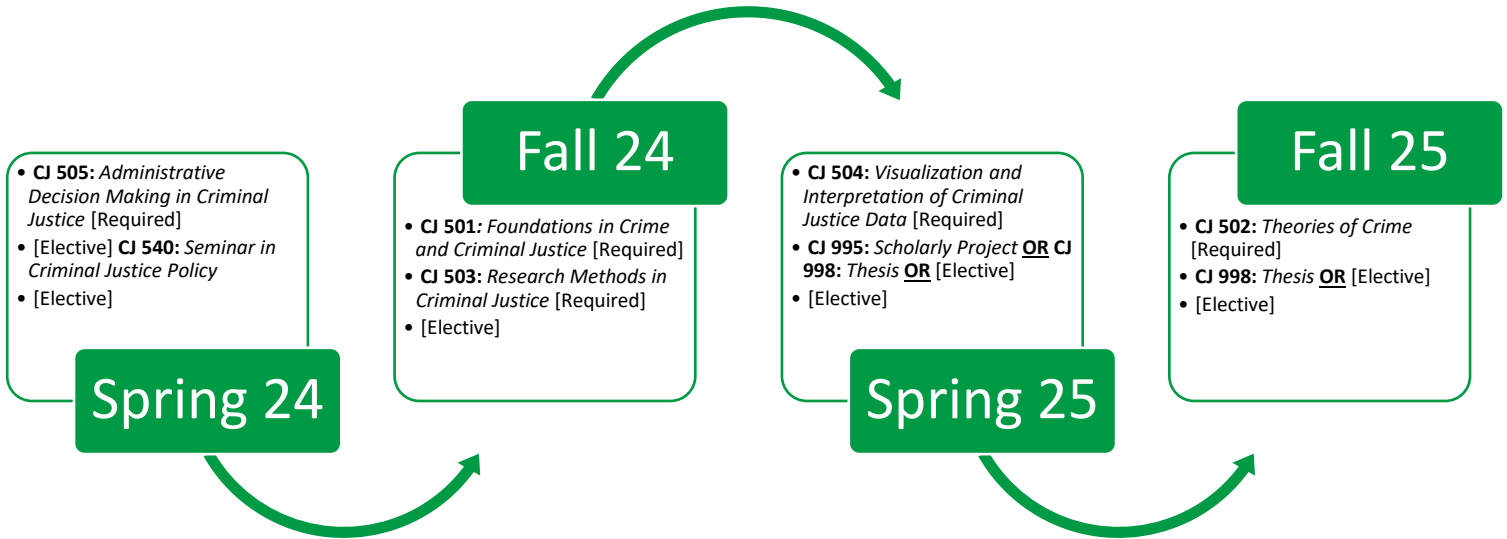 • CJ 505: Administrative
Decision Making in Criminal
Justice [Required]
• [Elective] CJ 540: Seminar in
Criminal Justice Policy
• [Elective]
Spring 24
Fall 24
• CJ 501: Foundations in Crime
and Criminal Justice [Required]
• CJ 503: Research Methods in
Criminal Justice [Required]
• [Elective]
• CJ 504: Visualization and
Interpretation of Criminal
Justice Data [Required]
• CJ 995: Scholarly Project OR CJ
998: Thesis OR [Elective]
• [Elective]
Spring 25
Fall 25
• CJ 502: Theories of Crime
[Required]
• CJ 998: Thesis OR [Elective]
• [Elective]